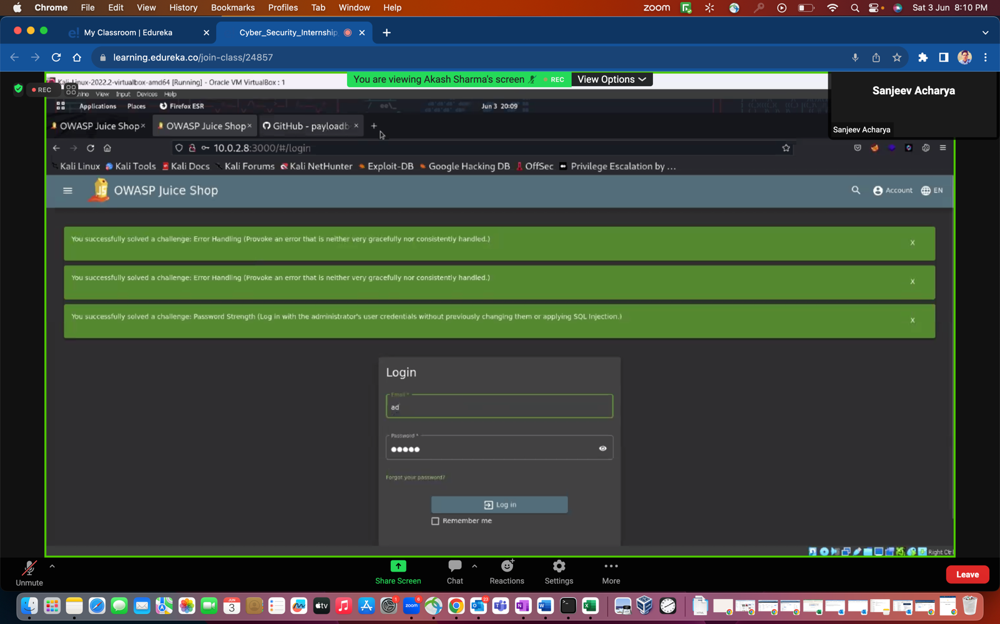 Chrome File Edit View History Bookmarks Profiles Tab Window Help zoom Sat 3 Jun 8:10 PM
e! My Classroom | Edureka Cyber_Security_Internship
learning.edureka.co/join-class/24857
Kali-Linux-2022.2-virtualbox-amd64 [Running] - Oracle VM VirtualBox : 1
You are viewing Akash Sharma's screen REC View Options
REC
View Input Devices Help
Sanjeev Acharya
Sanjeev Acharya
Applications Places Firefox ESR Jun 3 20:09
OWASP Juice Shop OWASP Juice Shop GitHub - payloadb
10.0.2.8:3000/#/login
Kali Linux Kali Tools Kali Docs Kali Forums Kali NetHunter Exploit-DB Google Hacking DB OffSec Privilege Escalation by ...
OWASP Juice Shop Account EN
You successfully solved a challenge: Error Handling (Provoke an error that is neither very gracefully nor consistently handled.) X
You successfully solved a challenge: Error Handling (Provoke an error that is neither very gracefully nor consistently handled.) X
You successfully solved a challenge: Password Strength (Log in with the administrator's user credentials without previously changing them or applying SQL Injection.) X
Login
Email *
ad
Password *
●●●●●
Forgot your password?
Log in
Remember me
Right Ctrl
Unmute Share Screen Chat Reactions Settings More Leave
JUN
3
tv
1
zoom
6
23